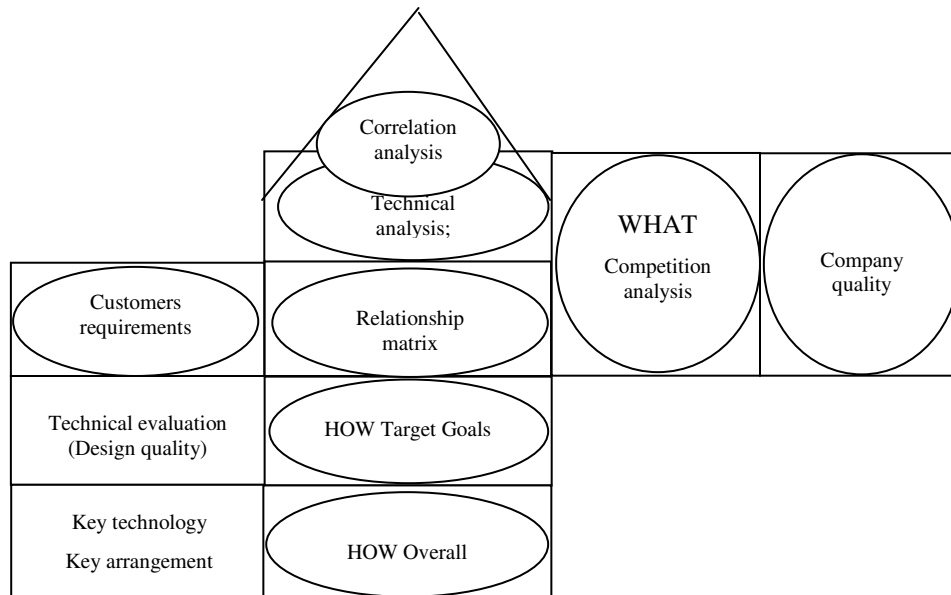 Correlation
analysis
Technical
analysis;
WHAT
Competition
analysis
Company
quality
Customers
requirements
Relationship
matrix
Technical evaluation
(Design quality)
HOW Target Goals
Key technology
Key arrangement
HOW Overall